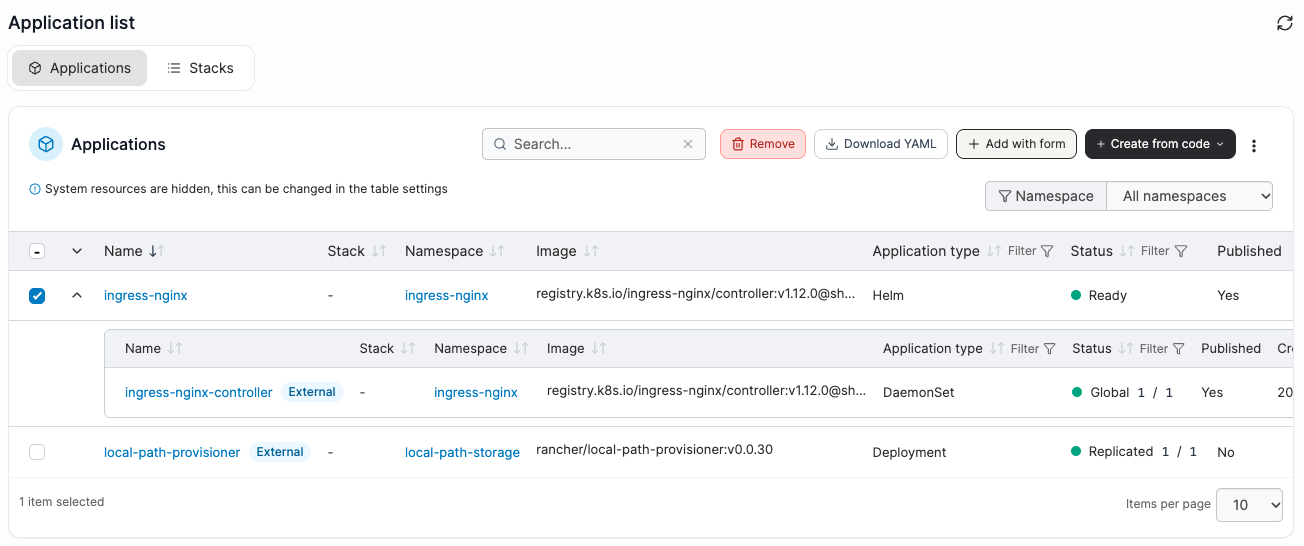 Application list
Applications Stacks
Applications Search... Remove Download YAML + Add with form + Create from code
System resources are hidden, this can be changed in the table settings
Namespace All namespaces
Name Stack Namespace Image Application type Filter Status Filter Published
ingress-nginx - ingress-nginx registry.k8s.io/ingress-nginx/controller:v1.12.0@sh... Helm Ready Yes
Name Stack Namespace Image Application type Filter Status Filter Published Cr
ingress-nginx-controller External - ingress-nginx registry.k8s.io/ingress-nginx/controller:v1.12.0@sh... DaemonSet Global 1 / 1 Yes 20
local-path-provisioner External - local-path-storage rancher/local-path-provisioner:v0.0.30 Deployment Replicated 1 / 1 No
1 item selected Items per page 10